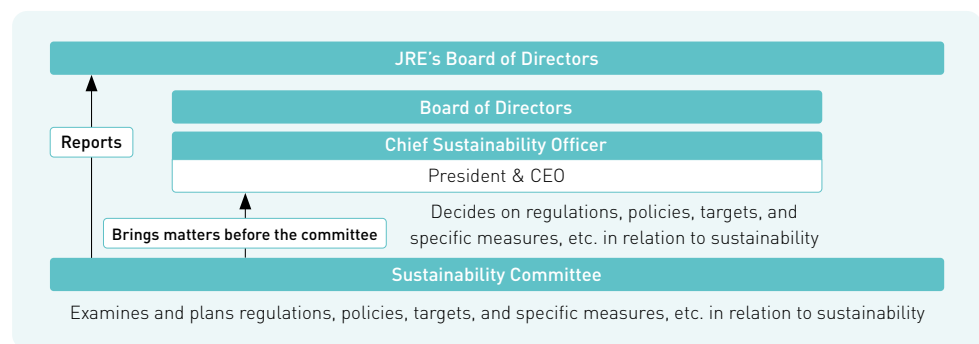 JRE's Board of Directors
Board of Directors
Reports
Chief Sustainability Officer
President & CEO
Decides on regulations, policies, targets, and
specific measures, etc. in relation to sustainability
Brings matters before the committee
Sustainability Committee
Examines and plans regulations, policies, targets, and specific measures, etc. in relation to sustainability